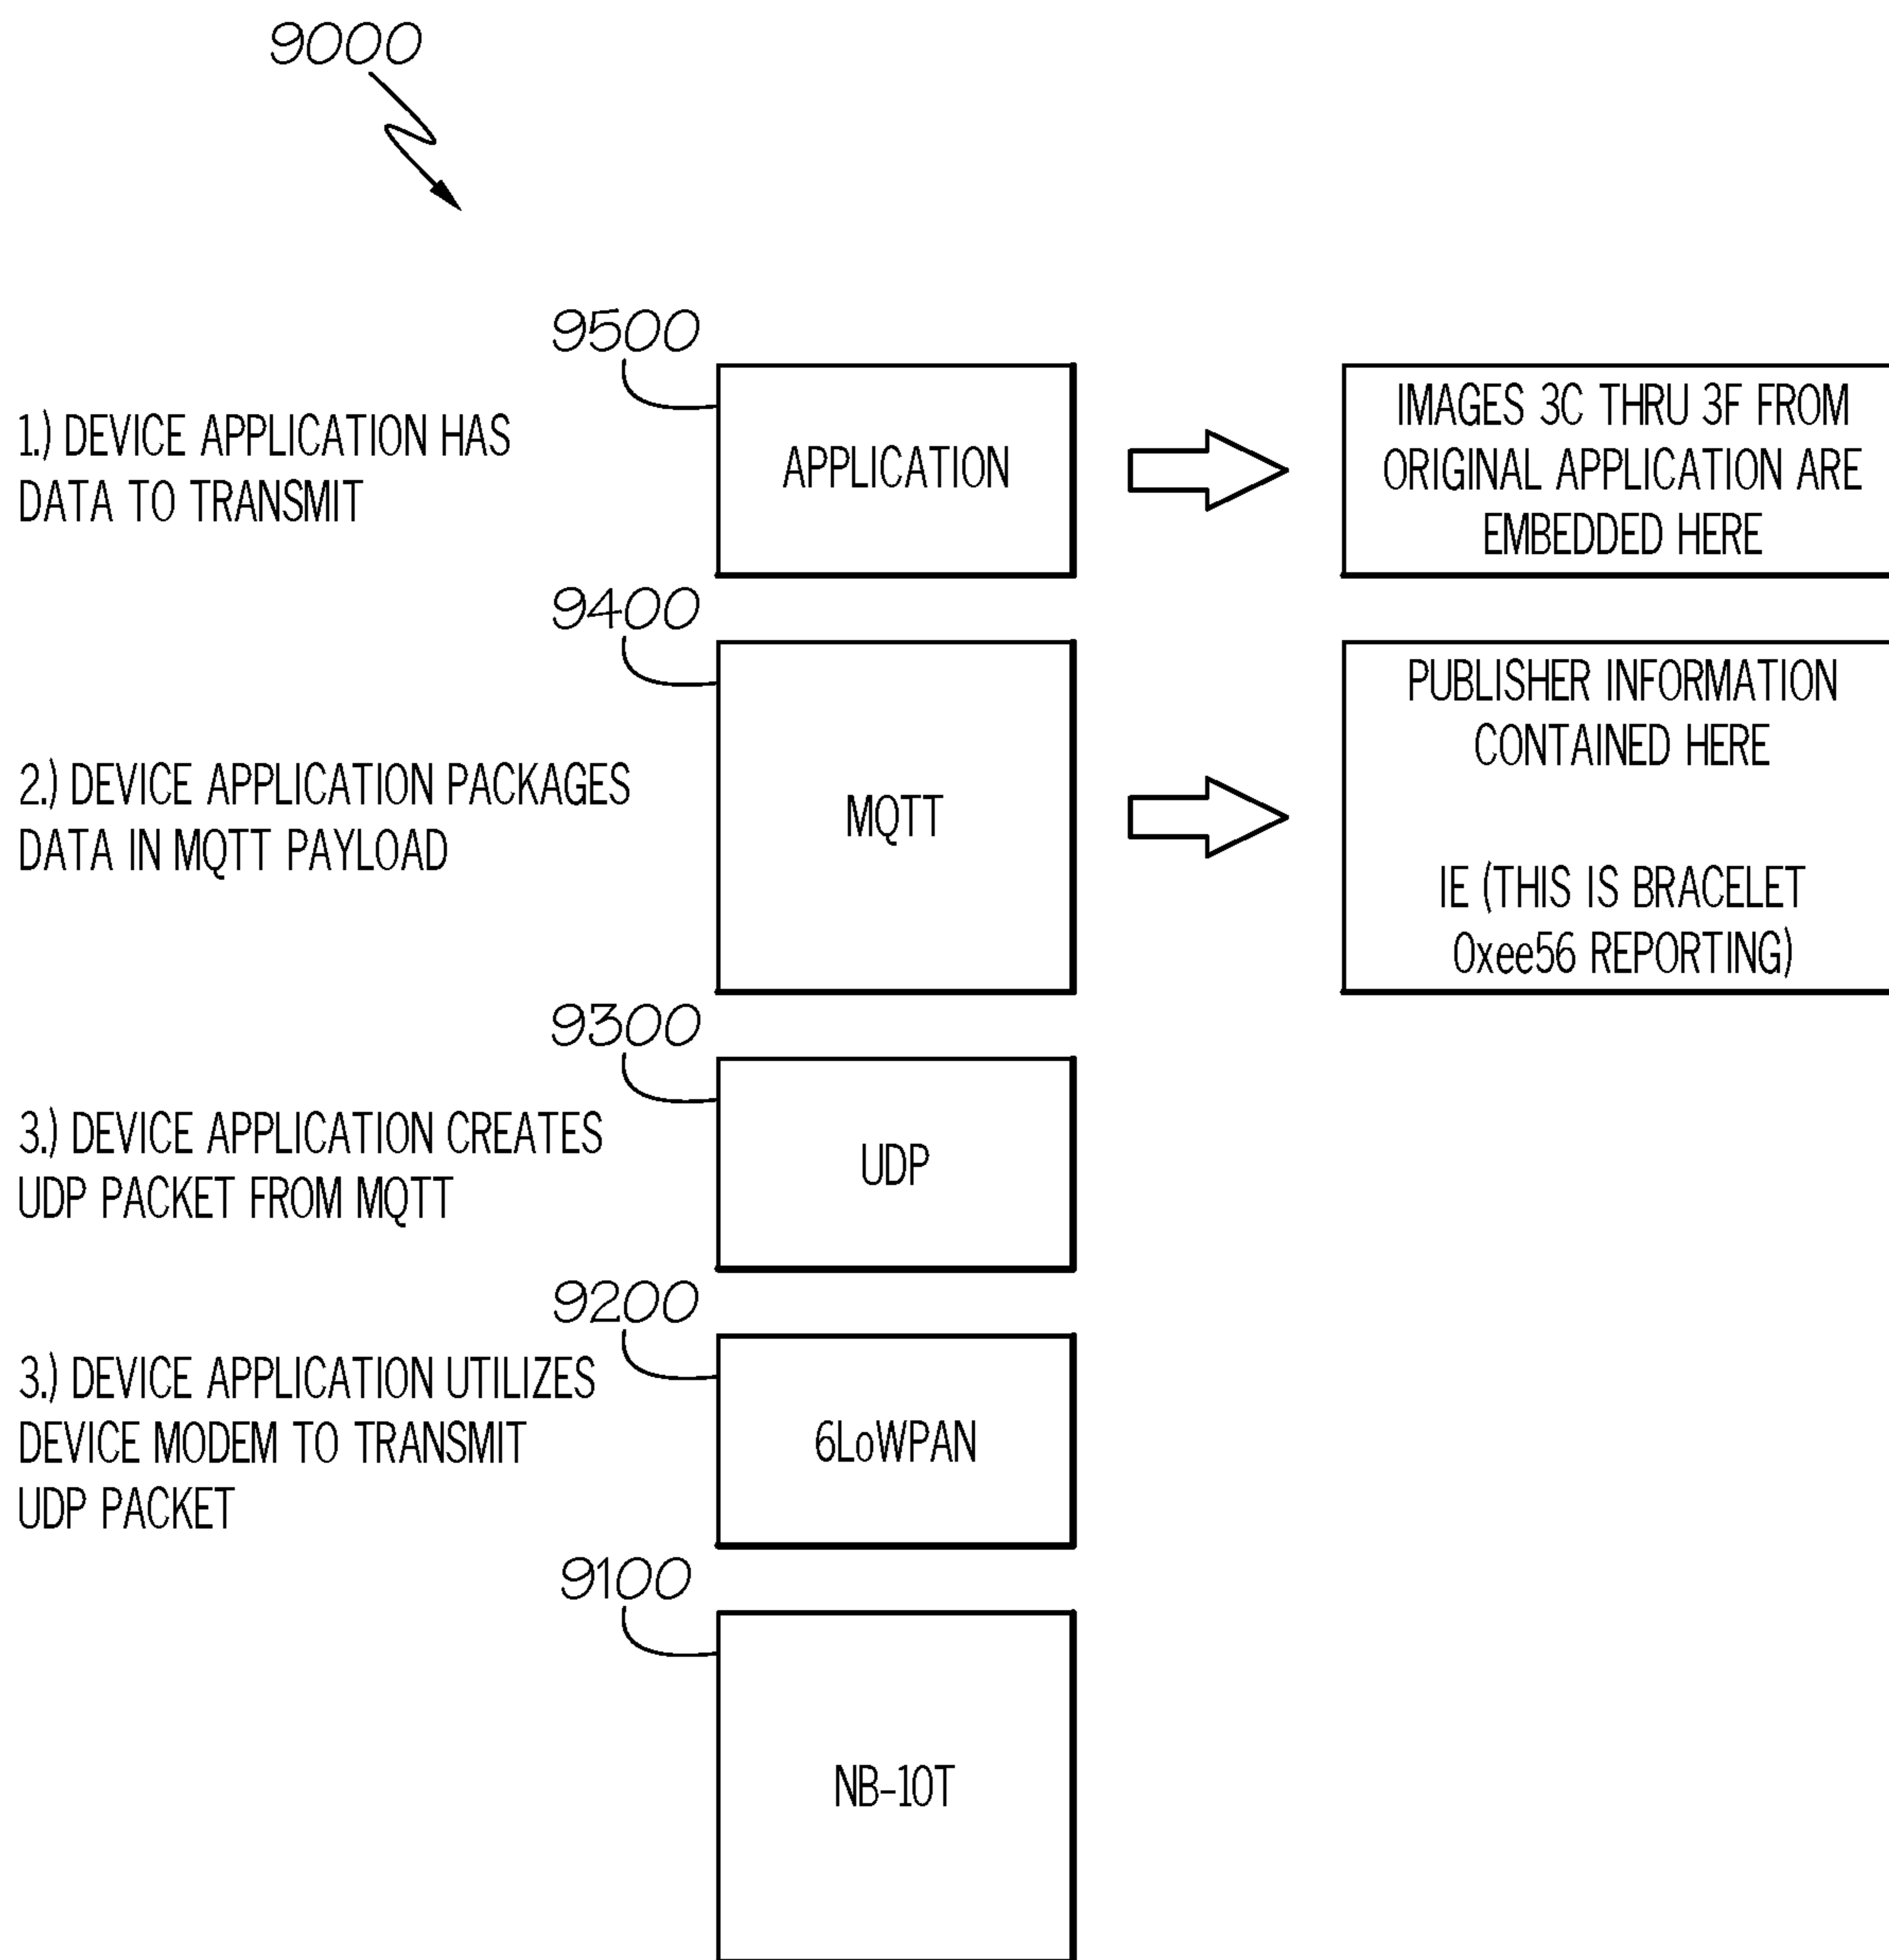 9000
9500
1.) DEVICE APPLICATION HAS
DATA TO TRANSMIT
APPLICATION
IMAGES 3C THRU 3F FROM
ORIGINAL APPLICATION ARE
EMBEDDED HERE
9400
2.) DEVICE APPLICATION PACKAGES
DATA IN MQTT PAYLOAD
MQTT
PUBLISHER INFORMATION
CONTAINED HERE
IE (THIS IS BRACELET
0xee56 REPORTING)
9300
3.) DEVICE APPLICATION CREATES
UDP PACKET FROM MQTT
UDP
9200
3.) DEVICE APPLICATION UTILIZES
DEVICE MODEM TO TRANSMIT
UDP PACKET
6LoWPAN
9100
NB-10T